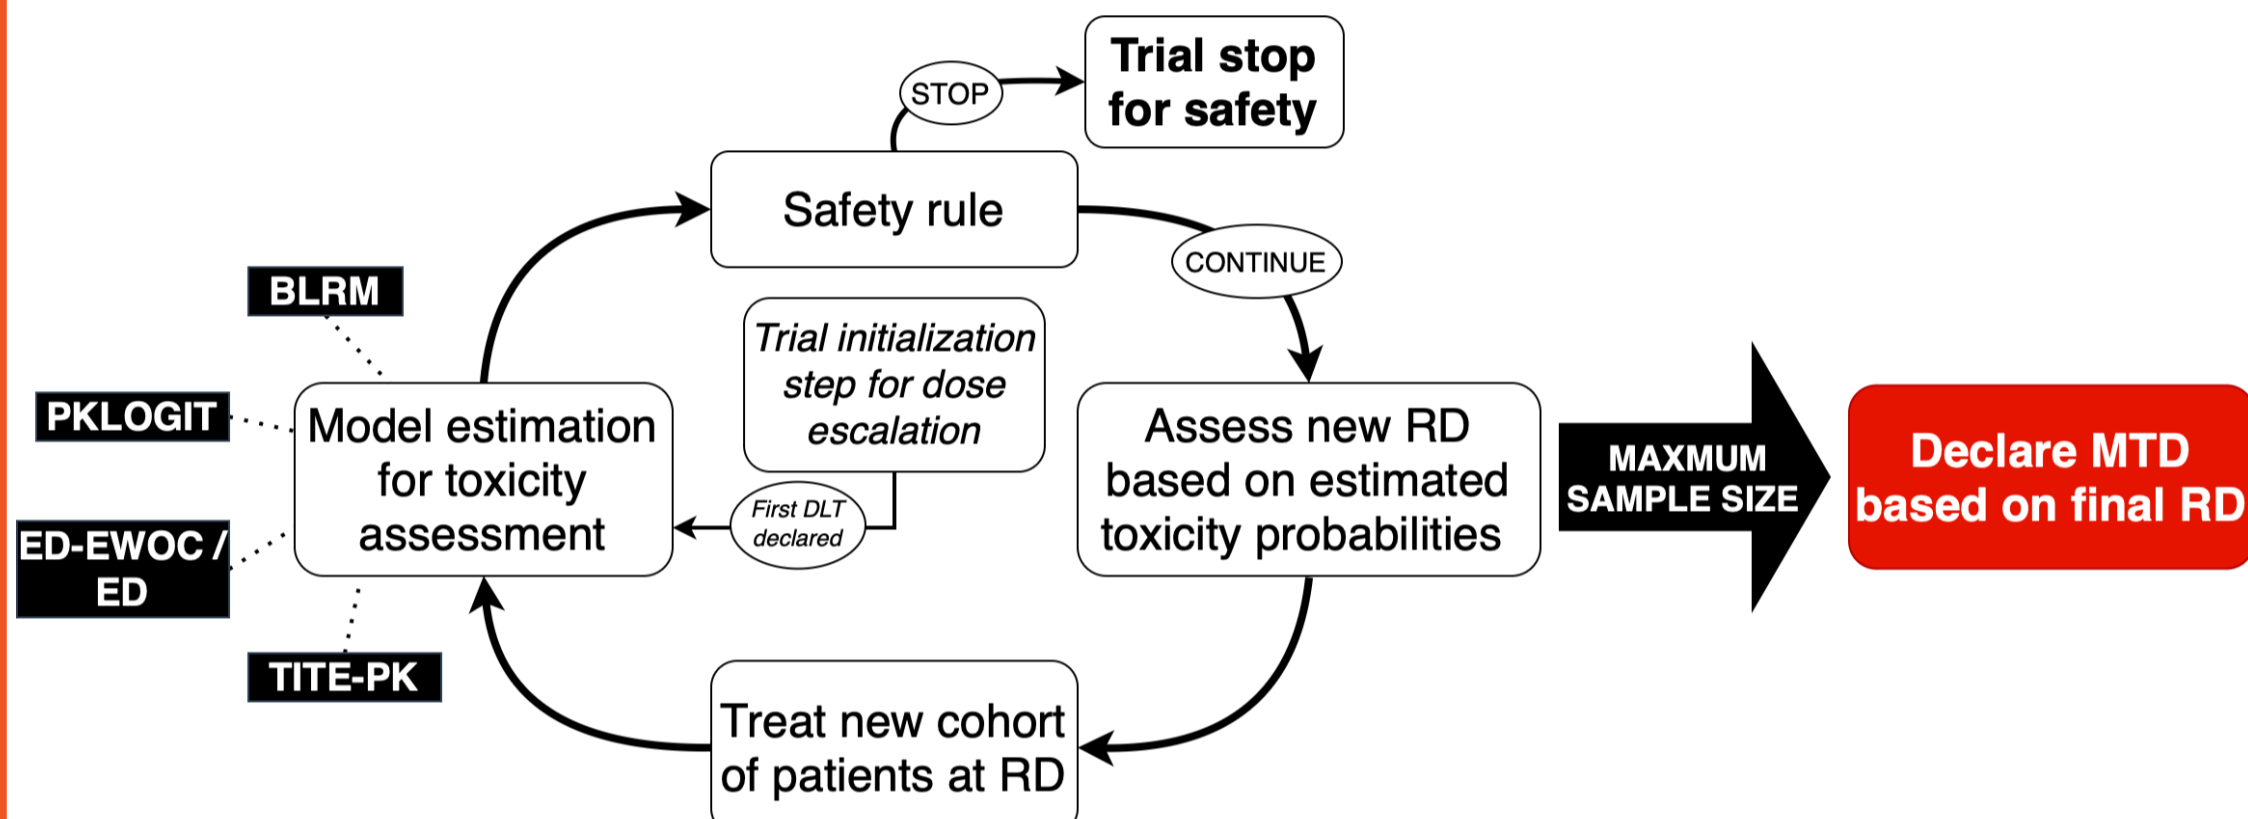 STOP
Trial stop
for safety
Safety rule
CONTINUE
BLRM
PKLOGIT
ED-EWOC /
ED
TITE-PK
Model estimation
for toxicity
assessment
Trial initialization
step for dose
escalation
First DLT
declared
Assess new RD
based on estimated
toxicity probabilities
MAXMUM
SAMPLE SIZE
Declare MTD
based on final RD
Treat new cohort
of patients at RD